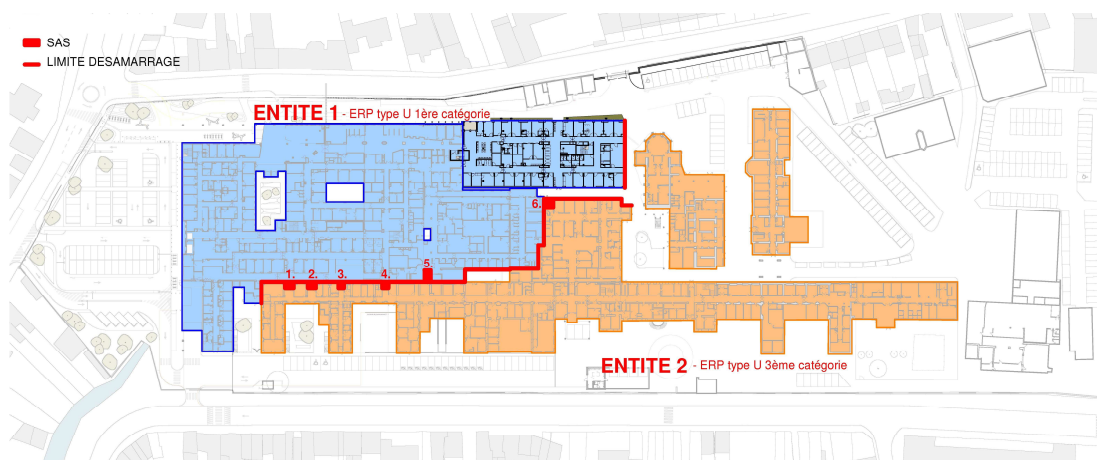 SAS
LIMITE DESAMARRAGE
ENTITE 1 - ERP type U 1ère catégorie
6.
5.
1. 2. 3. 4.
ENTITE 2 - ERP type U 3ème catégorie